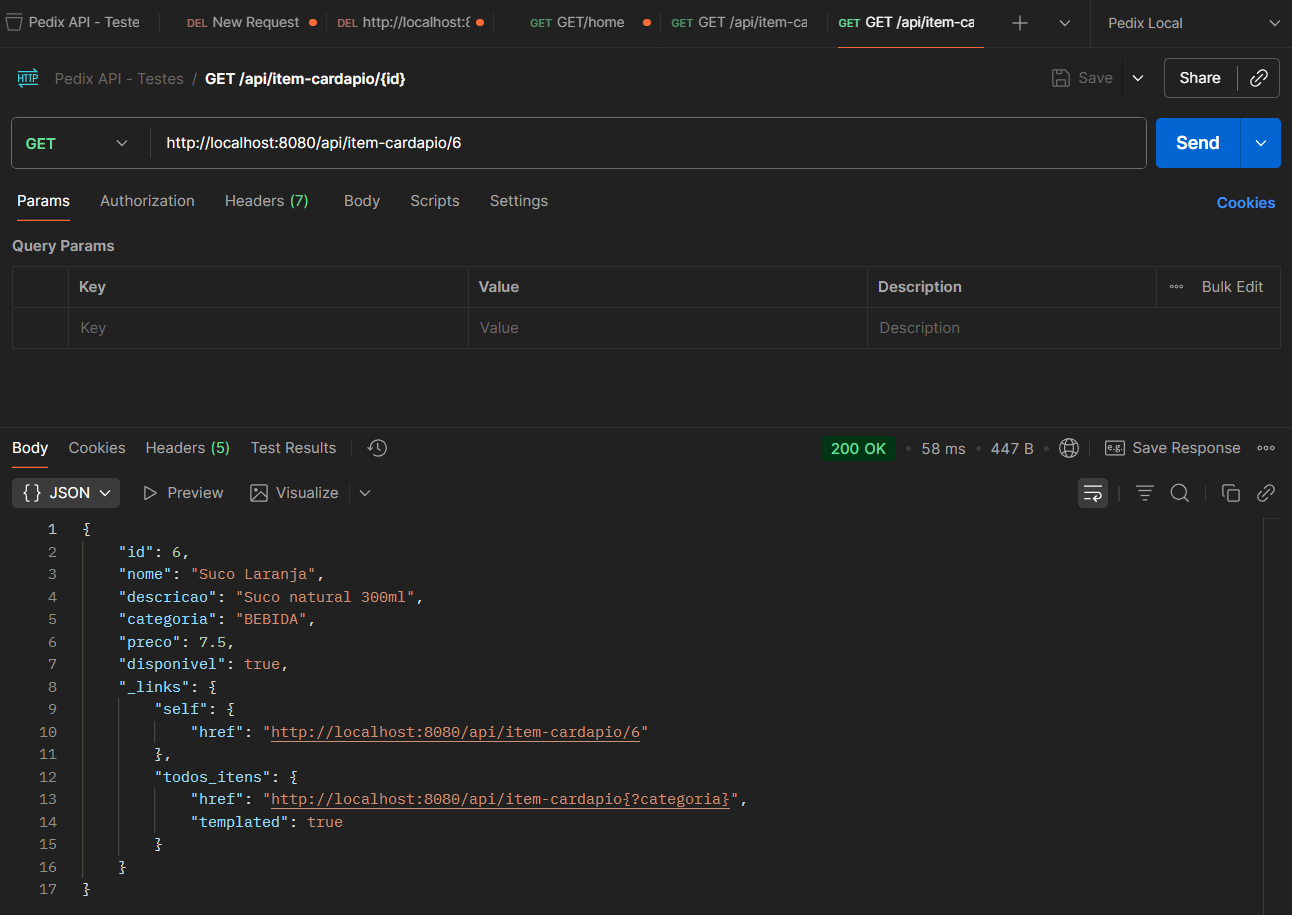 Pedix API - Teste DEL New Request DEL http://localhost:8 GET GET/home GET GET /api/item-ca GET GET /api/item-ca Pedix Local
HTTP Pedix API - Testes / GET /api/item-cardapio/{id} Save Share
GET http://localhost:8080/api/item-cardapio/6 Send
Params Authorization Headers (7) Body Scripts Settings Cookies
Query Params
Key Value Description Bulk Edit
Key Value Description
Body Cookies Headers (5) Test Results 200 OK 58 ms 447 B e.g. Save Response
{} JSON Preview Visualize
1 {
2 "id": 6,
3 "nome": "Suco Laranja",
4 "descricao": "Suco natural 300ml",
5 "categoria": "BEBIDA",
6 "preco": 7.5,
7 "disponivel": true,
8 "_links": {
9 "self": {
10 "href": "http://localhost:8080/api/item-cardapio/6"
11 },
12 "todos_itens": {
13 "href": "http://localhost:8080/api/item-cardapio{?categoria}",
14 "templated": true
15 }
16 }
17 }